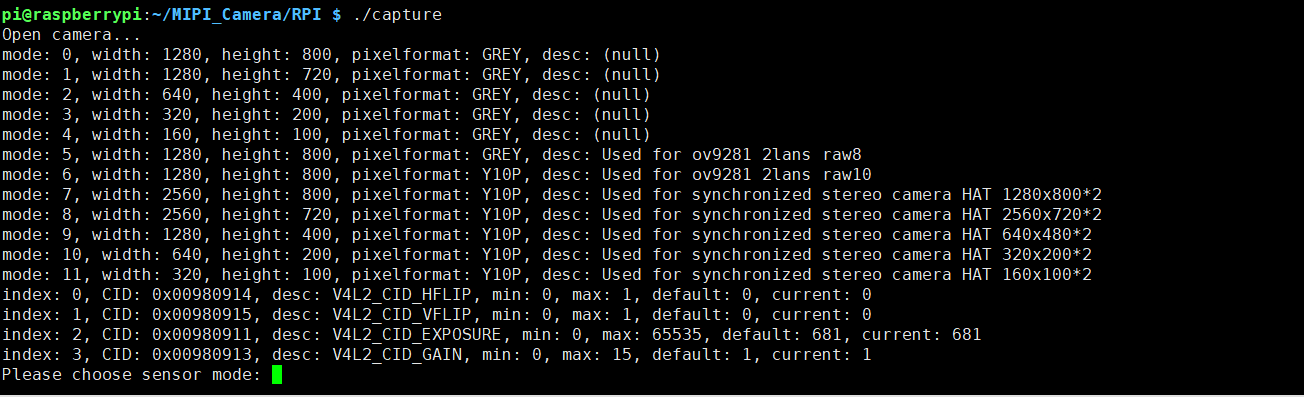 pi@raspberrypi:~/MIPI_Camera/RPI $ ./capture
Open camera...
mode: 0, width: 1280, height: 800, pixelformat: GREY, desc: (null)
mode: 1, width: 1280, height: 720, pixelformat: GREY, desc: (null)
mode: 2, width: 640, height: 400, pixelformat: GREY, desc: (null)
mode: 3, width: 320, height: 200, pixelformat: GREY, desc: (null)
mode: 4, width: 160, height: 100, pixelformat: GREY, desc: (null)
mode: 5, width: 1280, height: 800, pixelformat: GREY, desc: Used for ov9281 2lans raw8
mode: 6, width: 1280, height: 800, pixelformat: Y10P, desc: Used for ov9281 2lans raw10
mode: 7, width: 2560, height: 800, pixelformat: Y10P, desc: Used for synchronized stereo camera HAT 1280x800*2
mode: 8, width: 2560, height: 720, pixelformat: Y10P, desc: Used for synchronized stereo camera HAT 2560x720*2
mode: 9, width: 1280, height: 400, pixelformat: Y10P, desc: Used for synchronized stereo camera HAT 640x480*2
mode: 10, width: 640, height: 200, pixelformat: Y10P, desc: Used for synchronized stereo camera HAT 320x200*2
mode: 11, width: 320, height: 100, pixelformat: Y10P, desc: Used for synchronized stereo camera HAT 160x100*2
index: 0, CID: 0x00980914, desc: V4L2_CID_HFLIP, min: 0, max: 1, default: 0, current: 0
index: 1, CID: 0x00980915, desc: V4L2_CID_VFLIP, min: 0, max: 1, default: 0, current: 0
index: 2, CID: 0x00980911, desc: V4L2_CID_EXPOSURE, min: 0, max: 65535, default: 681, current: 681
index: 3, CID: 0x00980913, desc: V4L2_CID_GAIN, min: 0, max: 15, default: 1, current: 1
Please choose sensor mode: